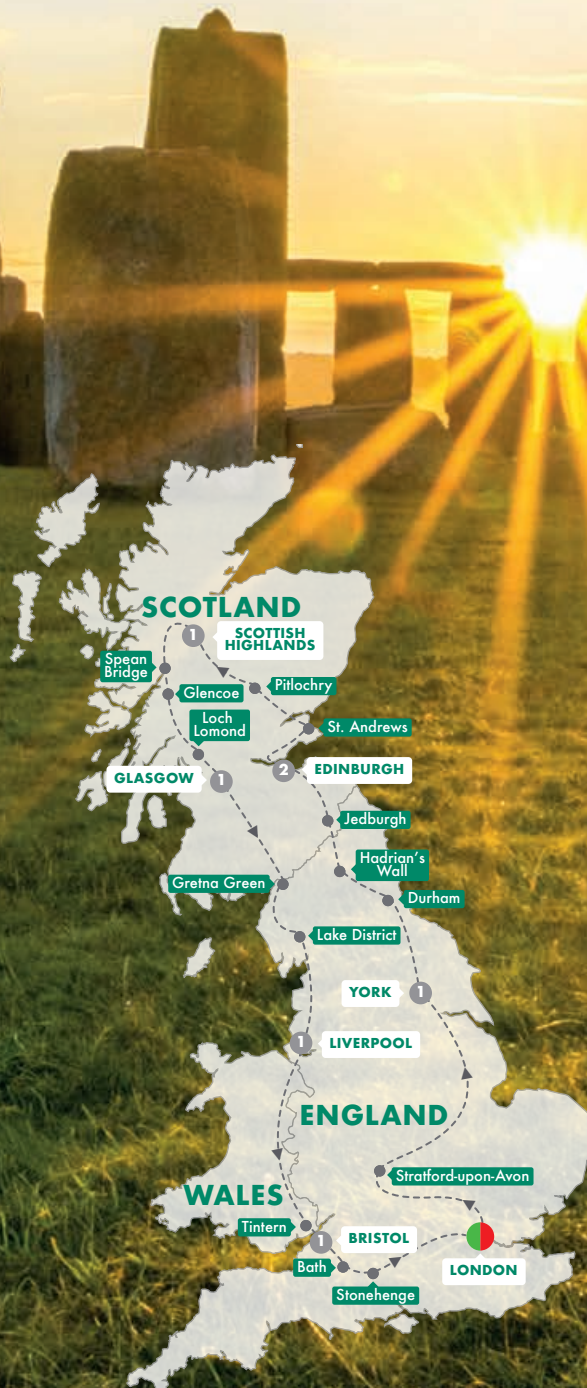 SCOTLAND
1
SCOTTISH
HIGHLANDS
Spean
Bridge
Glencoe
Pitlochry
Loch
Lomond
St. Andrews
GLASGOW
1
2
EDINBURGH
Jedburgh
Hadrian's
Wall
Gretna Green
Durham
Lake District
YORK
1
1
LIVERPOOL
ENGLAND
Stratford-upon-Avon
WALES
Tintern
1
BRISTOL
Bath
LONDON
Stonehenge